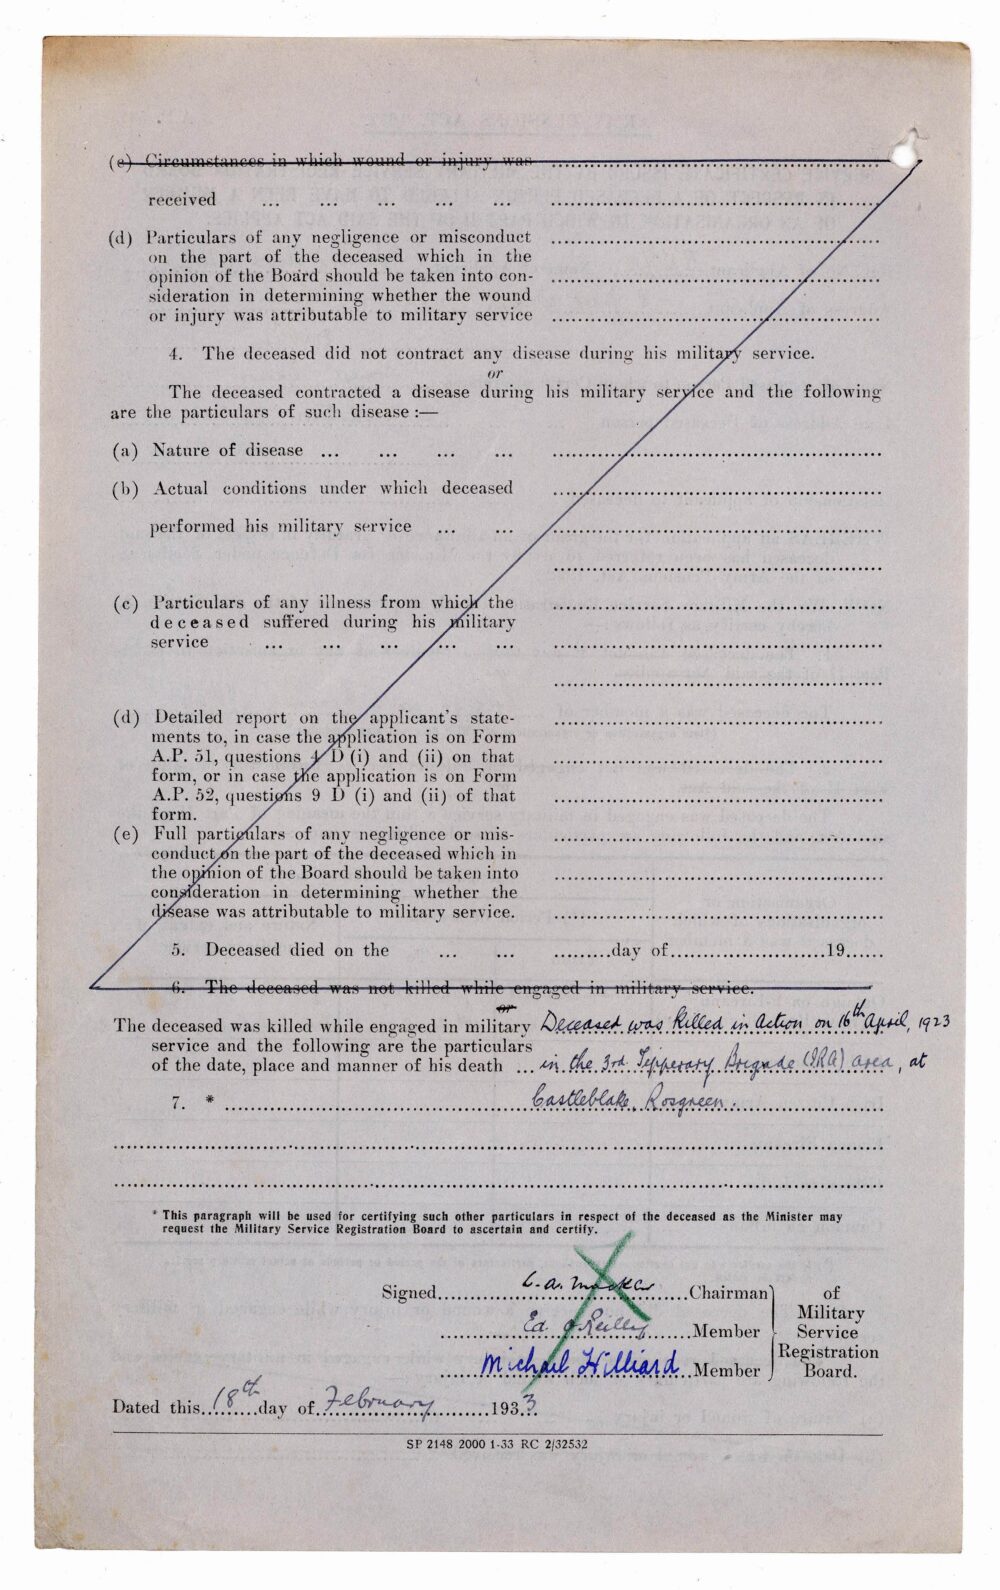 (c) Circumstances in which wound or injury was
received ... ... ... ... ...
(d) Particulars of any negligence or misconduct
on the part of the deceased which in the
opinion of the Board should be taken into con-
sideration in determining whether the wound
or injury was attributable to military service
4. The deceased did not contract any disease during his military service.
or
The deceased contracted a disease during his military service and the following
are the particulars of such disease :—
(a) Nature of disease ... ... ... ...
(b) Actual conditions under which deceased
performed his military service ... ...
(c) Particulars of any illness from which the
deceased suffered during his military
service ... ... ... ... ...
(d) Detailed report on the applicant's state-
ments to, in case the application is on Form
A.P. 51, questions 4 D (i) and (ii) on that
form, or in case the application is on Form
A.P. 52, questions 9 D (i) and (ii) of that
form.
(e) Full particulars of any negligence or mis-
conduct on the part of the deceased which in
the opinion of the Board should be taken into
consideration in determining whether the
disease was attributable to military service.
5. Deceased died on the ... ... .........day of.......................19......
6. The deceased was not killed while engaged in military service.
or
The deceased was killed while engaged in military Deceased was Killed in Action on 16th April, 1923
service and the following are the particulars
of the date, place and manner of his death ... in the 3rd Tipperary Brigade (IRA) area, at
7. * Castleblake, Rosgreen.
* This paragraph will be used for certifying such other particulars in respect of the deceased as the Minister may
request the Military Service Registration Board to ascertain and certify.
Signed Chairman of
Military
Ed. O'Reilly Member Service
Registration
Michael Hilliard Member Board.
Dated this 18th day of February 1933
SP 2148 2000 1-33 RC 2/32532